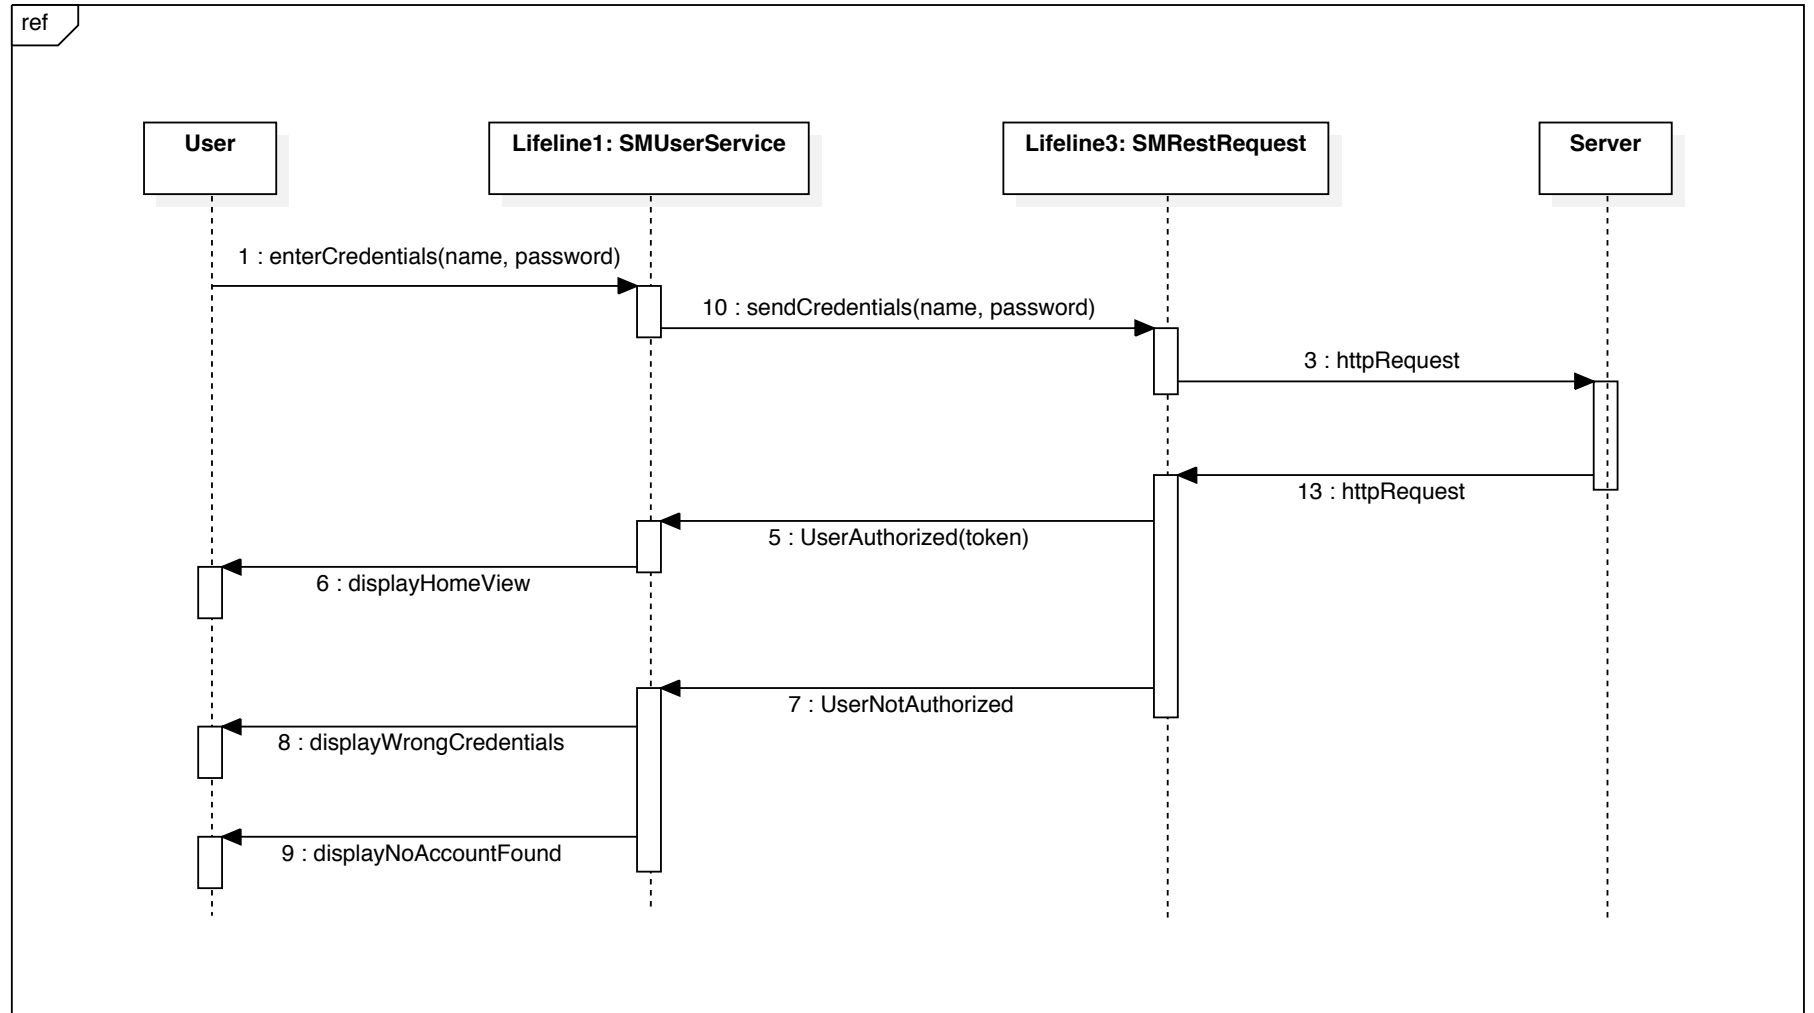 ref
User
Lifeline1: SMUserService
Lifeline3: SMRestRequest
Server
1 : enterCredentials(name, password)
10 : sendCredentials(name, password)
3 : httpRequest
13 : httpRequest
5 : UserAuthorized(token)
6 : displayHomeView
7 : UserNotAuthorized
8 : displayWrongCredentials
9 : displayNoAccountFound